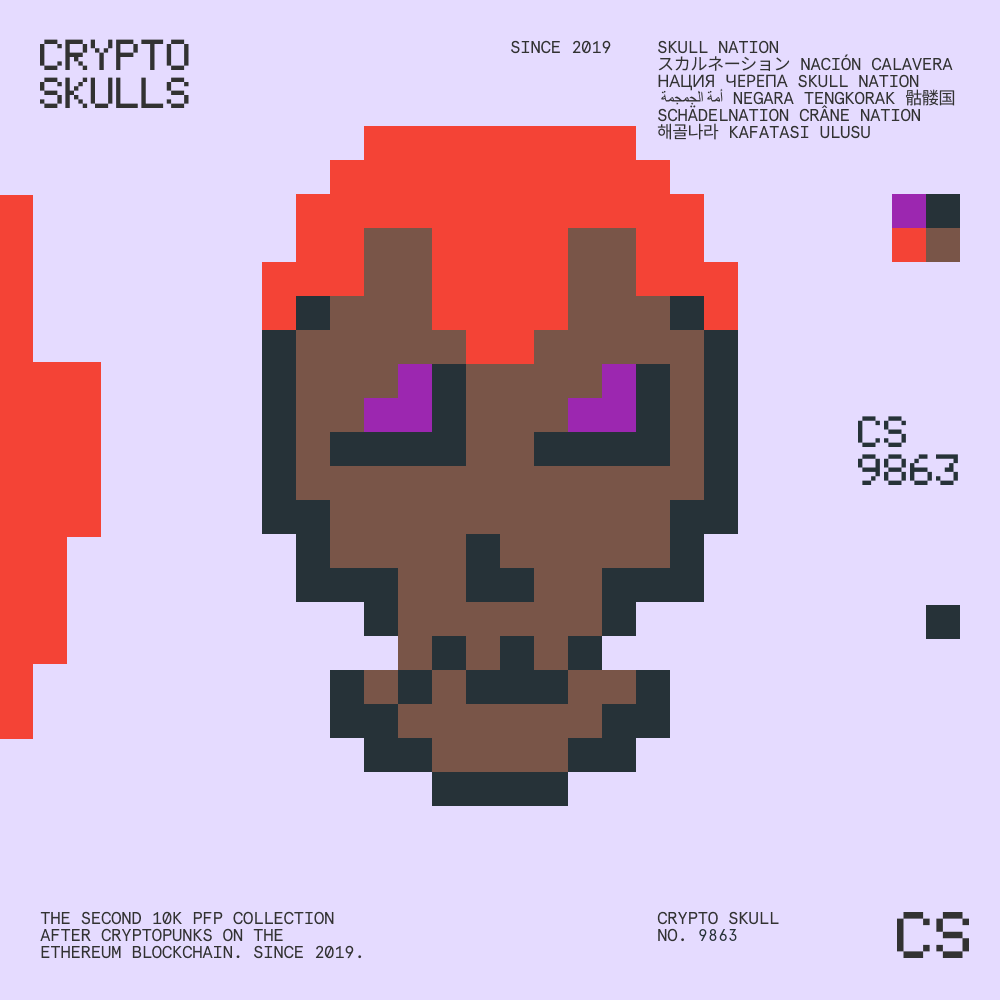 CRYPTO
SKULLS
SINCE 2019
SKULL NATION
スカルネーション NACIÓN CALAVERA
НАЦИЯ ЧЕРЕПА SKULL NATION
أمة الجمجمة NEGARA TENGKORAK 骷髅国
SCHÄDELNATION CRÂNE NATION
해골나라 KAFATASI ULUSU
CS
9863
THE SECOND 10K PFP COLLECTION
AFTER CRYPTOPUNKS ON THE
ETHEREUM BLOCKCHAIN. SINCE 2019.
CRYPTO SKULL
NO. 9863
CS